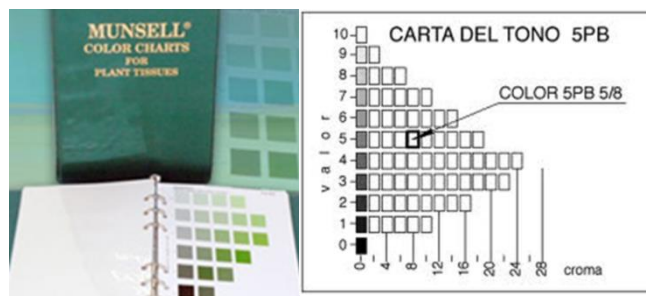 MUNSELL®
COLOR CHARTS
FOR
PLANT TISSUES
CARTA DEL TONO 5PB
COLOR 5PB 5/8
valor
10
9
8
7
6
5
4
3
2
1
0
0 4 8 12 16 20 24 28 croma